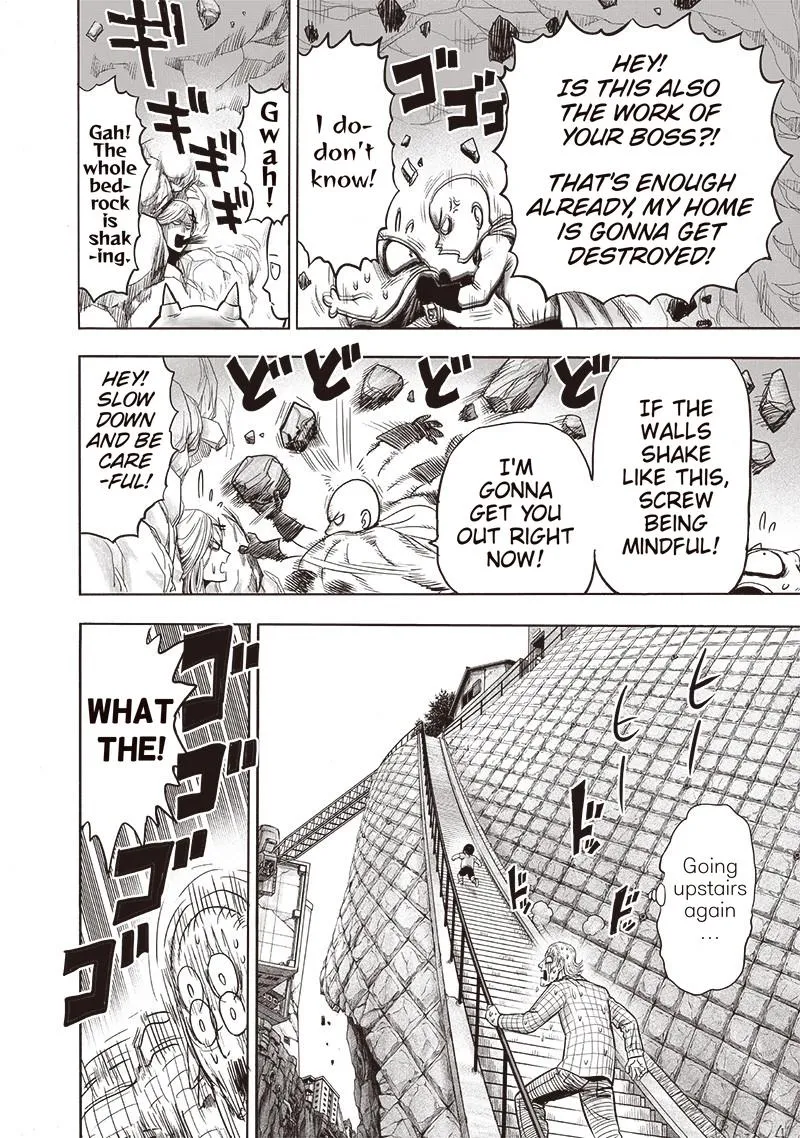 HEY!
IS THIS ALSO
THE WORK OF
YOUR BOSS?!
THAT'S ENOUGH
ALREADY, MY HOME
IS GONNA GET
DESTROYED!
ゴゴゴ
I do-
don't
know!
Gwah!
ギギギギ
Gah!
The
whole
bed-
rock
is
shak
-ing.
IF THE
WALLS
SHAKE
LIKE THIS,
SCREW
BEING
MINDFUL!
I'M
GONNA
GET YOU
OUT RIGHT
NOW!
どどどど
HEY!
SLOW
DOWN
AND BE
CARE
-FUL!
ヒ
ヒ
Going
upstairs
again
...
ドドド
WHAT
THE!
ゴゴゴゴ